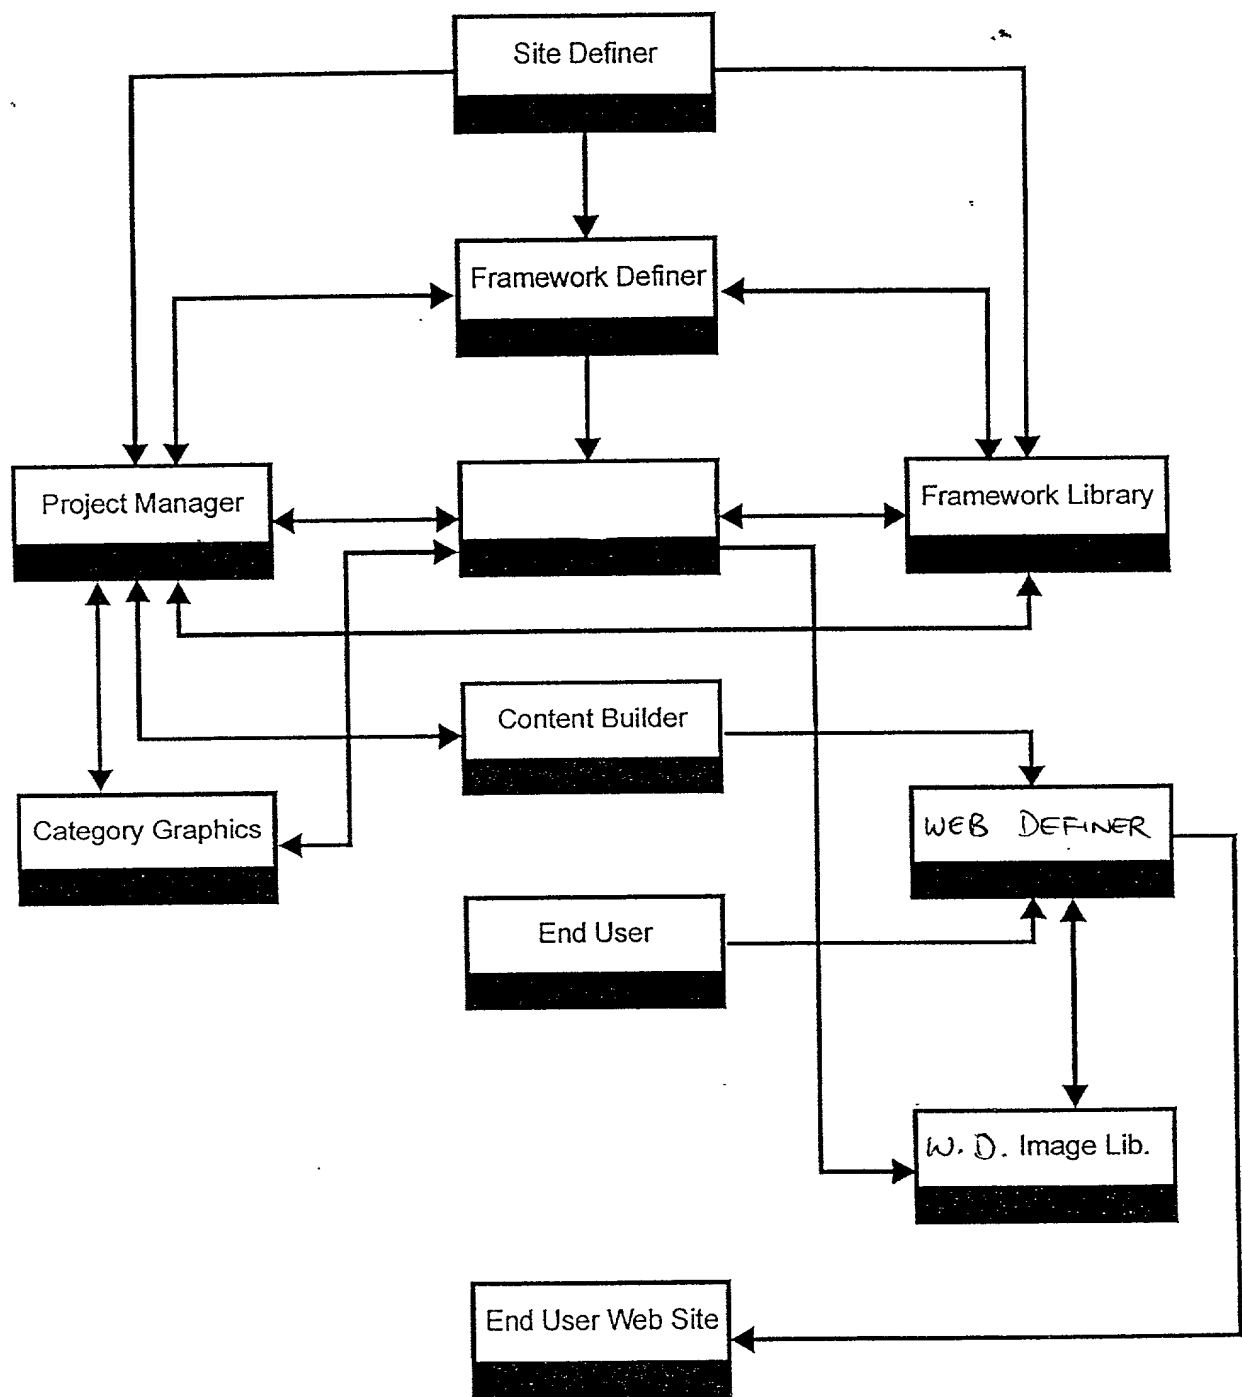 Site Definer
Framework Definer
Project Manager
Framework Library
Content Builder
Category Graphics
WEB DEFINER
End User
W. D. Image Lib.
End User Web Site